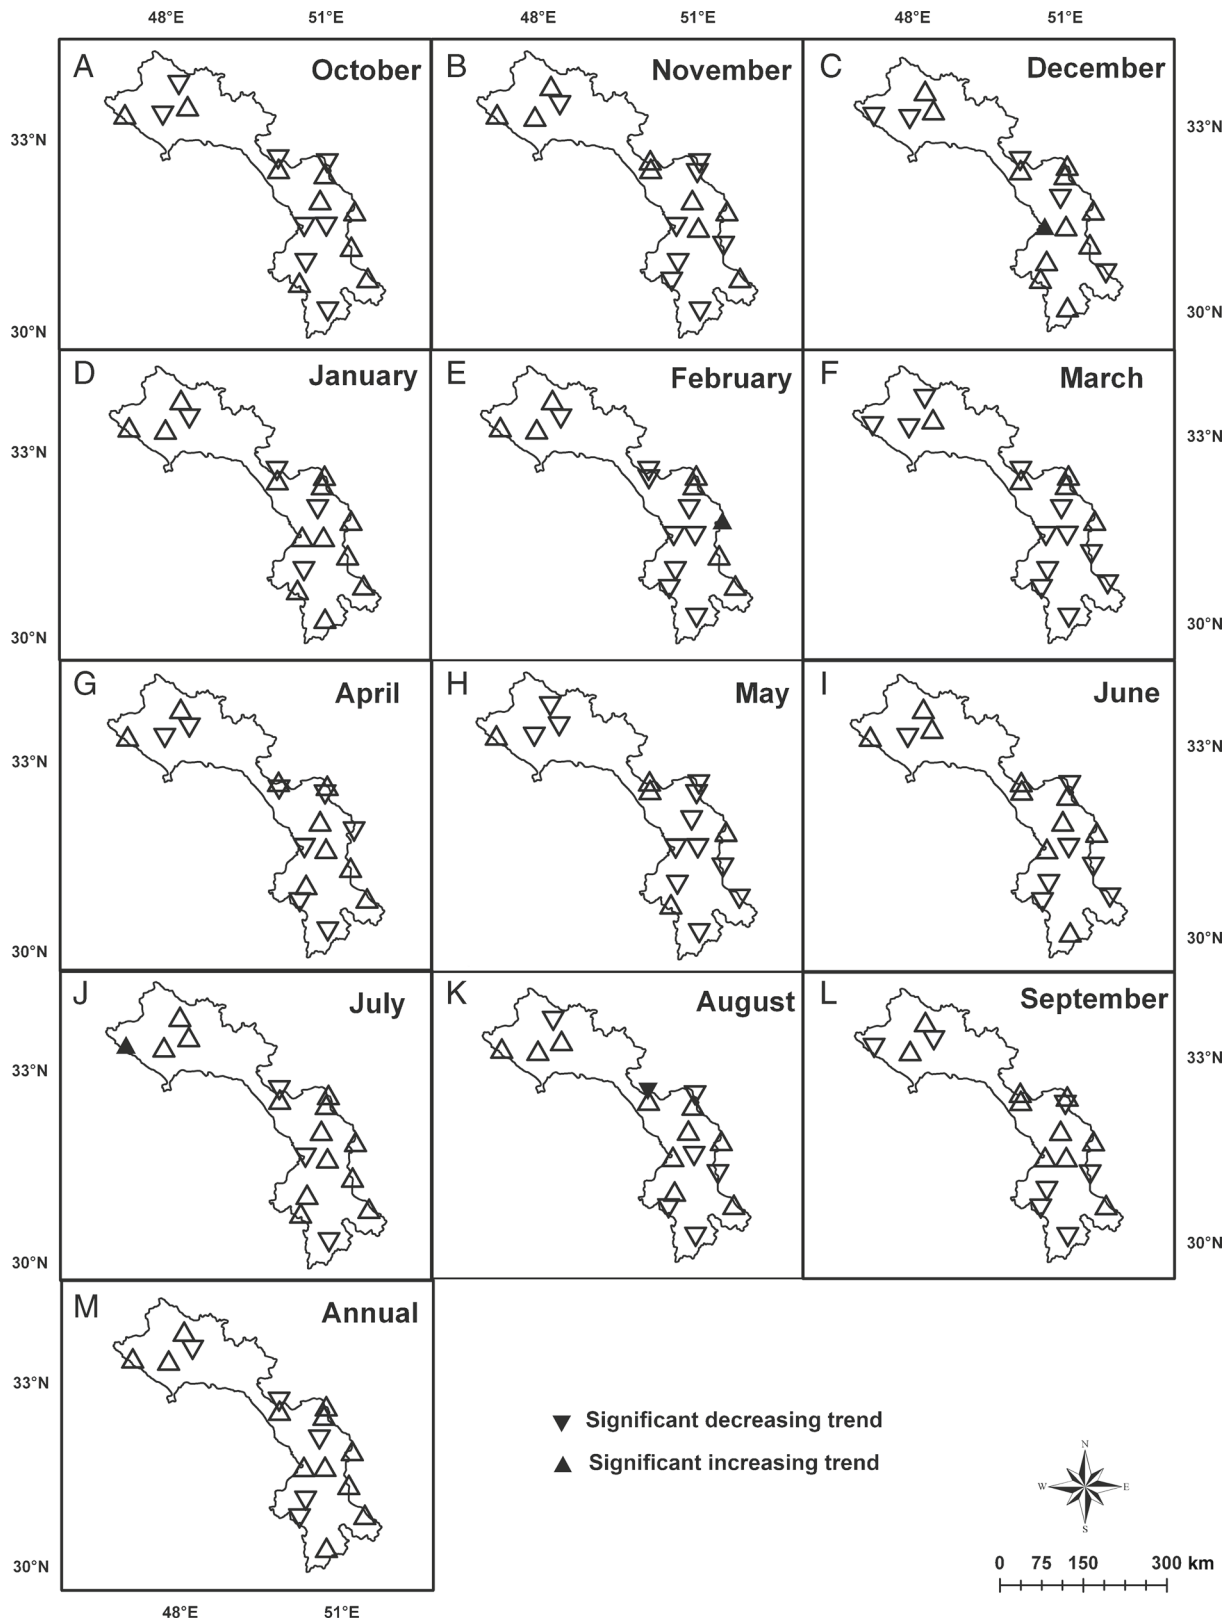 48°E 51°E 48°E 51°E 48°E 51°E
A October B November C December
33°N 33°N
30°N 30°N
D January E February F March
33°N 33°N
30°N 30°N
G April H May I June
33°N 33°N
30°N 30°N
J July K August L September
33°N 33°N
30°N 30°N
M Annual
33°N
Significant decreasing trend
Significant increasing trend
N
W E
S
30°N
0 75 150 300 km
48°E 51°E